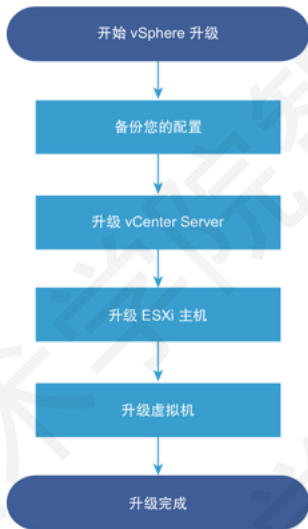 开始 vSphere 升级
备份您的配置
升级 vCenter Server
升级 ESXi 主机
升级虚拟机
升级完成